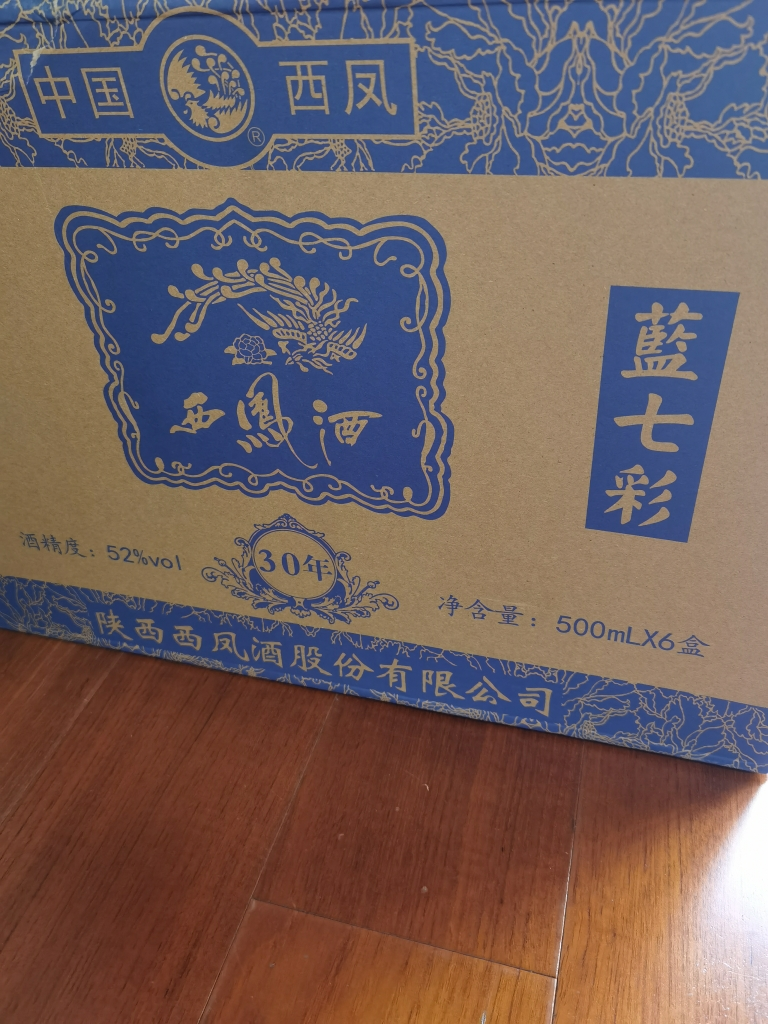 中国 西凤
®
西鳳酒
藍七彩
酒精度：52%vol
30年
净含量：500mLX6盒
陕西西凤酒股份有限公司